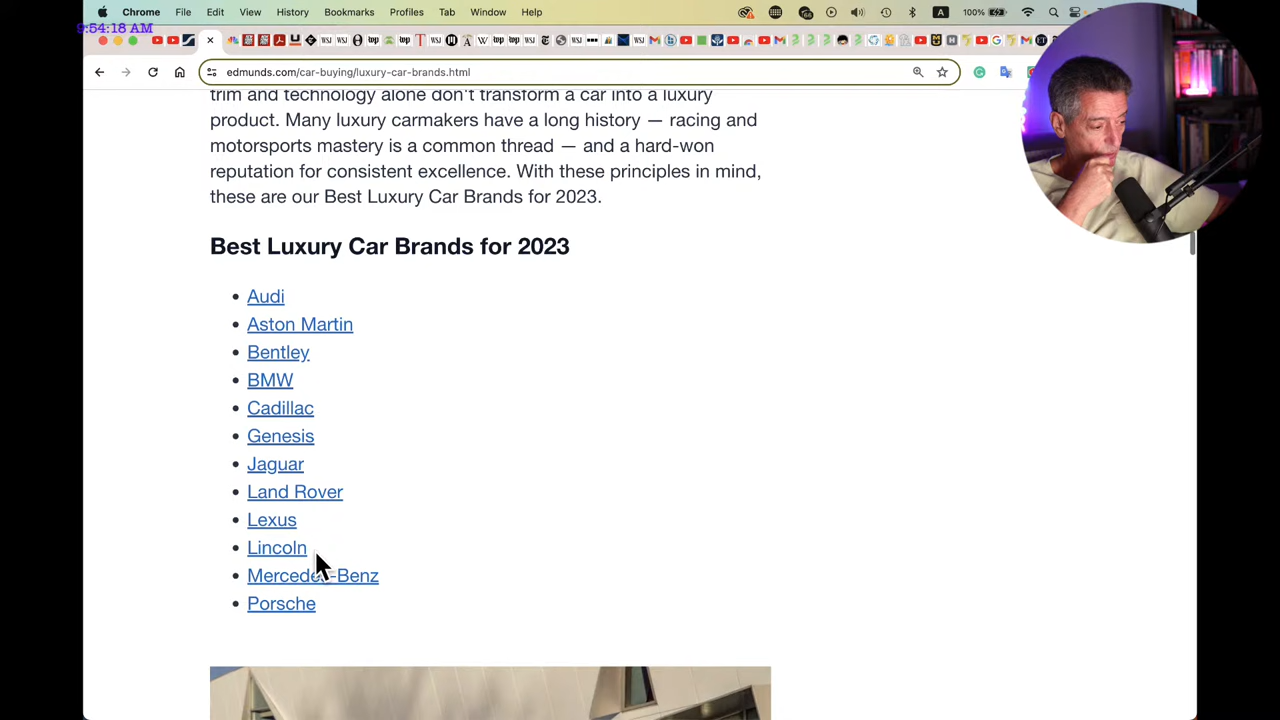 Chrome File Edit View History Bookmarks Profiles Tab Window Help
100%
9:54:18 AM
edmunds.com/car-buying/luxury-car-brands.html
trim and technology alone don't transform a car into a luxury
product. Many luxury carmakers have a long history — racing and
motorsports mastery is a common thread — and a hard-won
reputation for consistent excellence. With these principles in mind,
these are our Best Luxury Car Brands for 2023.
Best Luxury Car Brands for 2023
• Audi
• Aston Martin
• Bentley
• BMW
• Cadillac
• Genesis
• Jaguar
• Land Rover
• Lexus
• Lincoln
• Mercedes-Benz
• Porsche